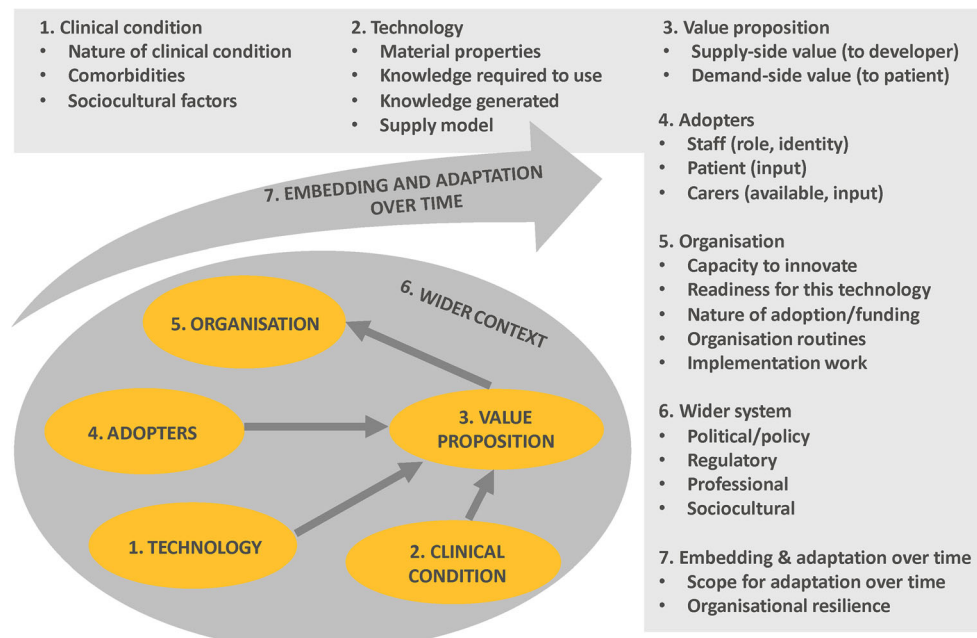 1. Clinical condition
• Nature of clinical condition
• Comorbidities
• Sociocultural factors
2. Technology
• Material properties
• Knowledge required to use
• Knowledge generated
• Supply model
3. Value proposition
• Supply-side value (to developer)
• Demand-side value (to patient)
4. Adopters
• Staff (role, identity)
• Patient (input)
• Carers (available, input)
5. Organisation
• Capacity to innovate
• Readiness for this technology
• Nature of adoption/funding
• Organisation routines
• Implementation work
6. Wider system
• Political/policy
• Regulatory
• Professional
• Sociocultural
7. Embedding & adaptation over time
• Scope for adaptation over time
• Organisational resilience
7. EMBEDDING AND ADAPTATION
OVER TIME
6. WIDER CONTEXT
5. ORGANISATION
4. ADOPTERS
3. VALUE
PROPOSITION
1. TECHNOLOGY
2. CLINICAL
CONDITION